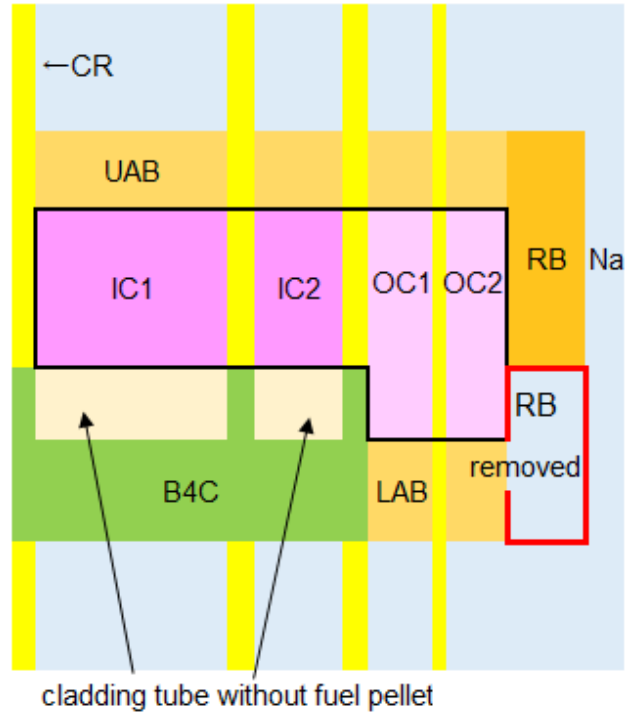 ←CR
UAB
IC1
IC2
OC1
OC2
RB
Na
RB
removed
B4C
LAB
cladding tube without fuel pellet